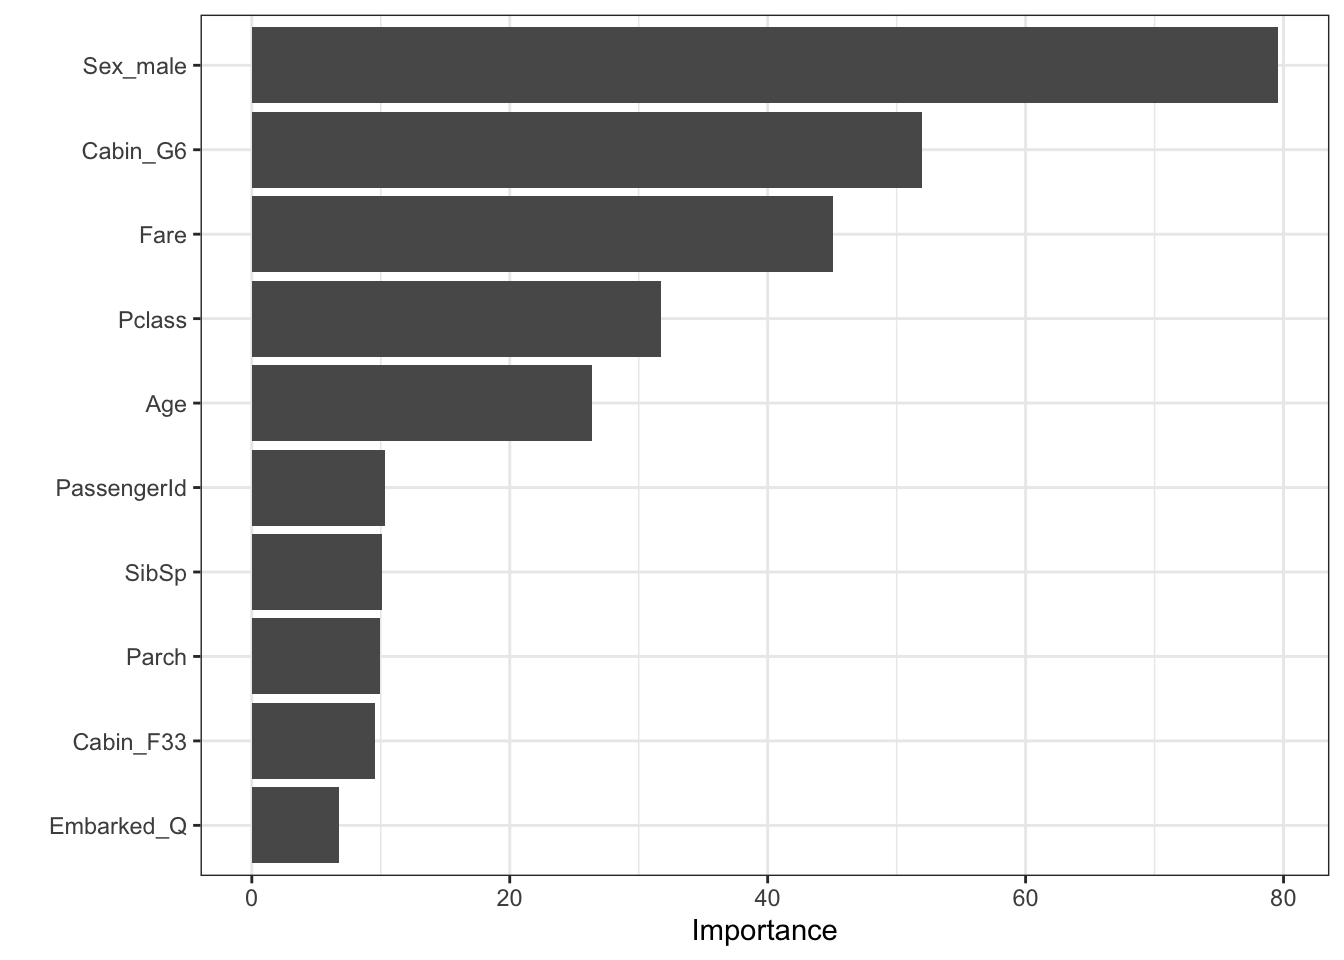 Sex_male
Cabin_G6
Fare
Pclass
Age
PassengerId
SibSp
Parch
Cabin_F33
Embarked_Q
0 20 40 60 80
Importance